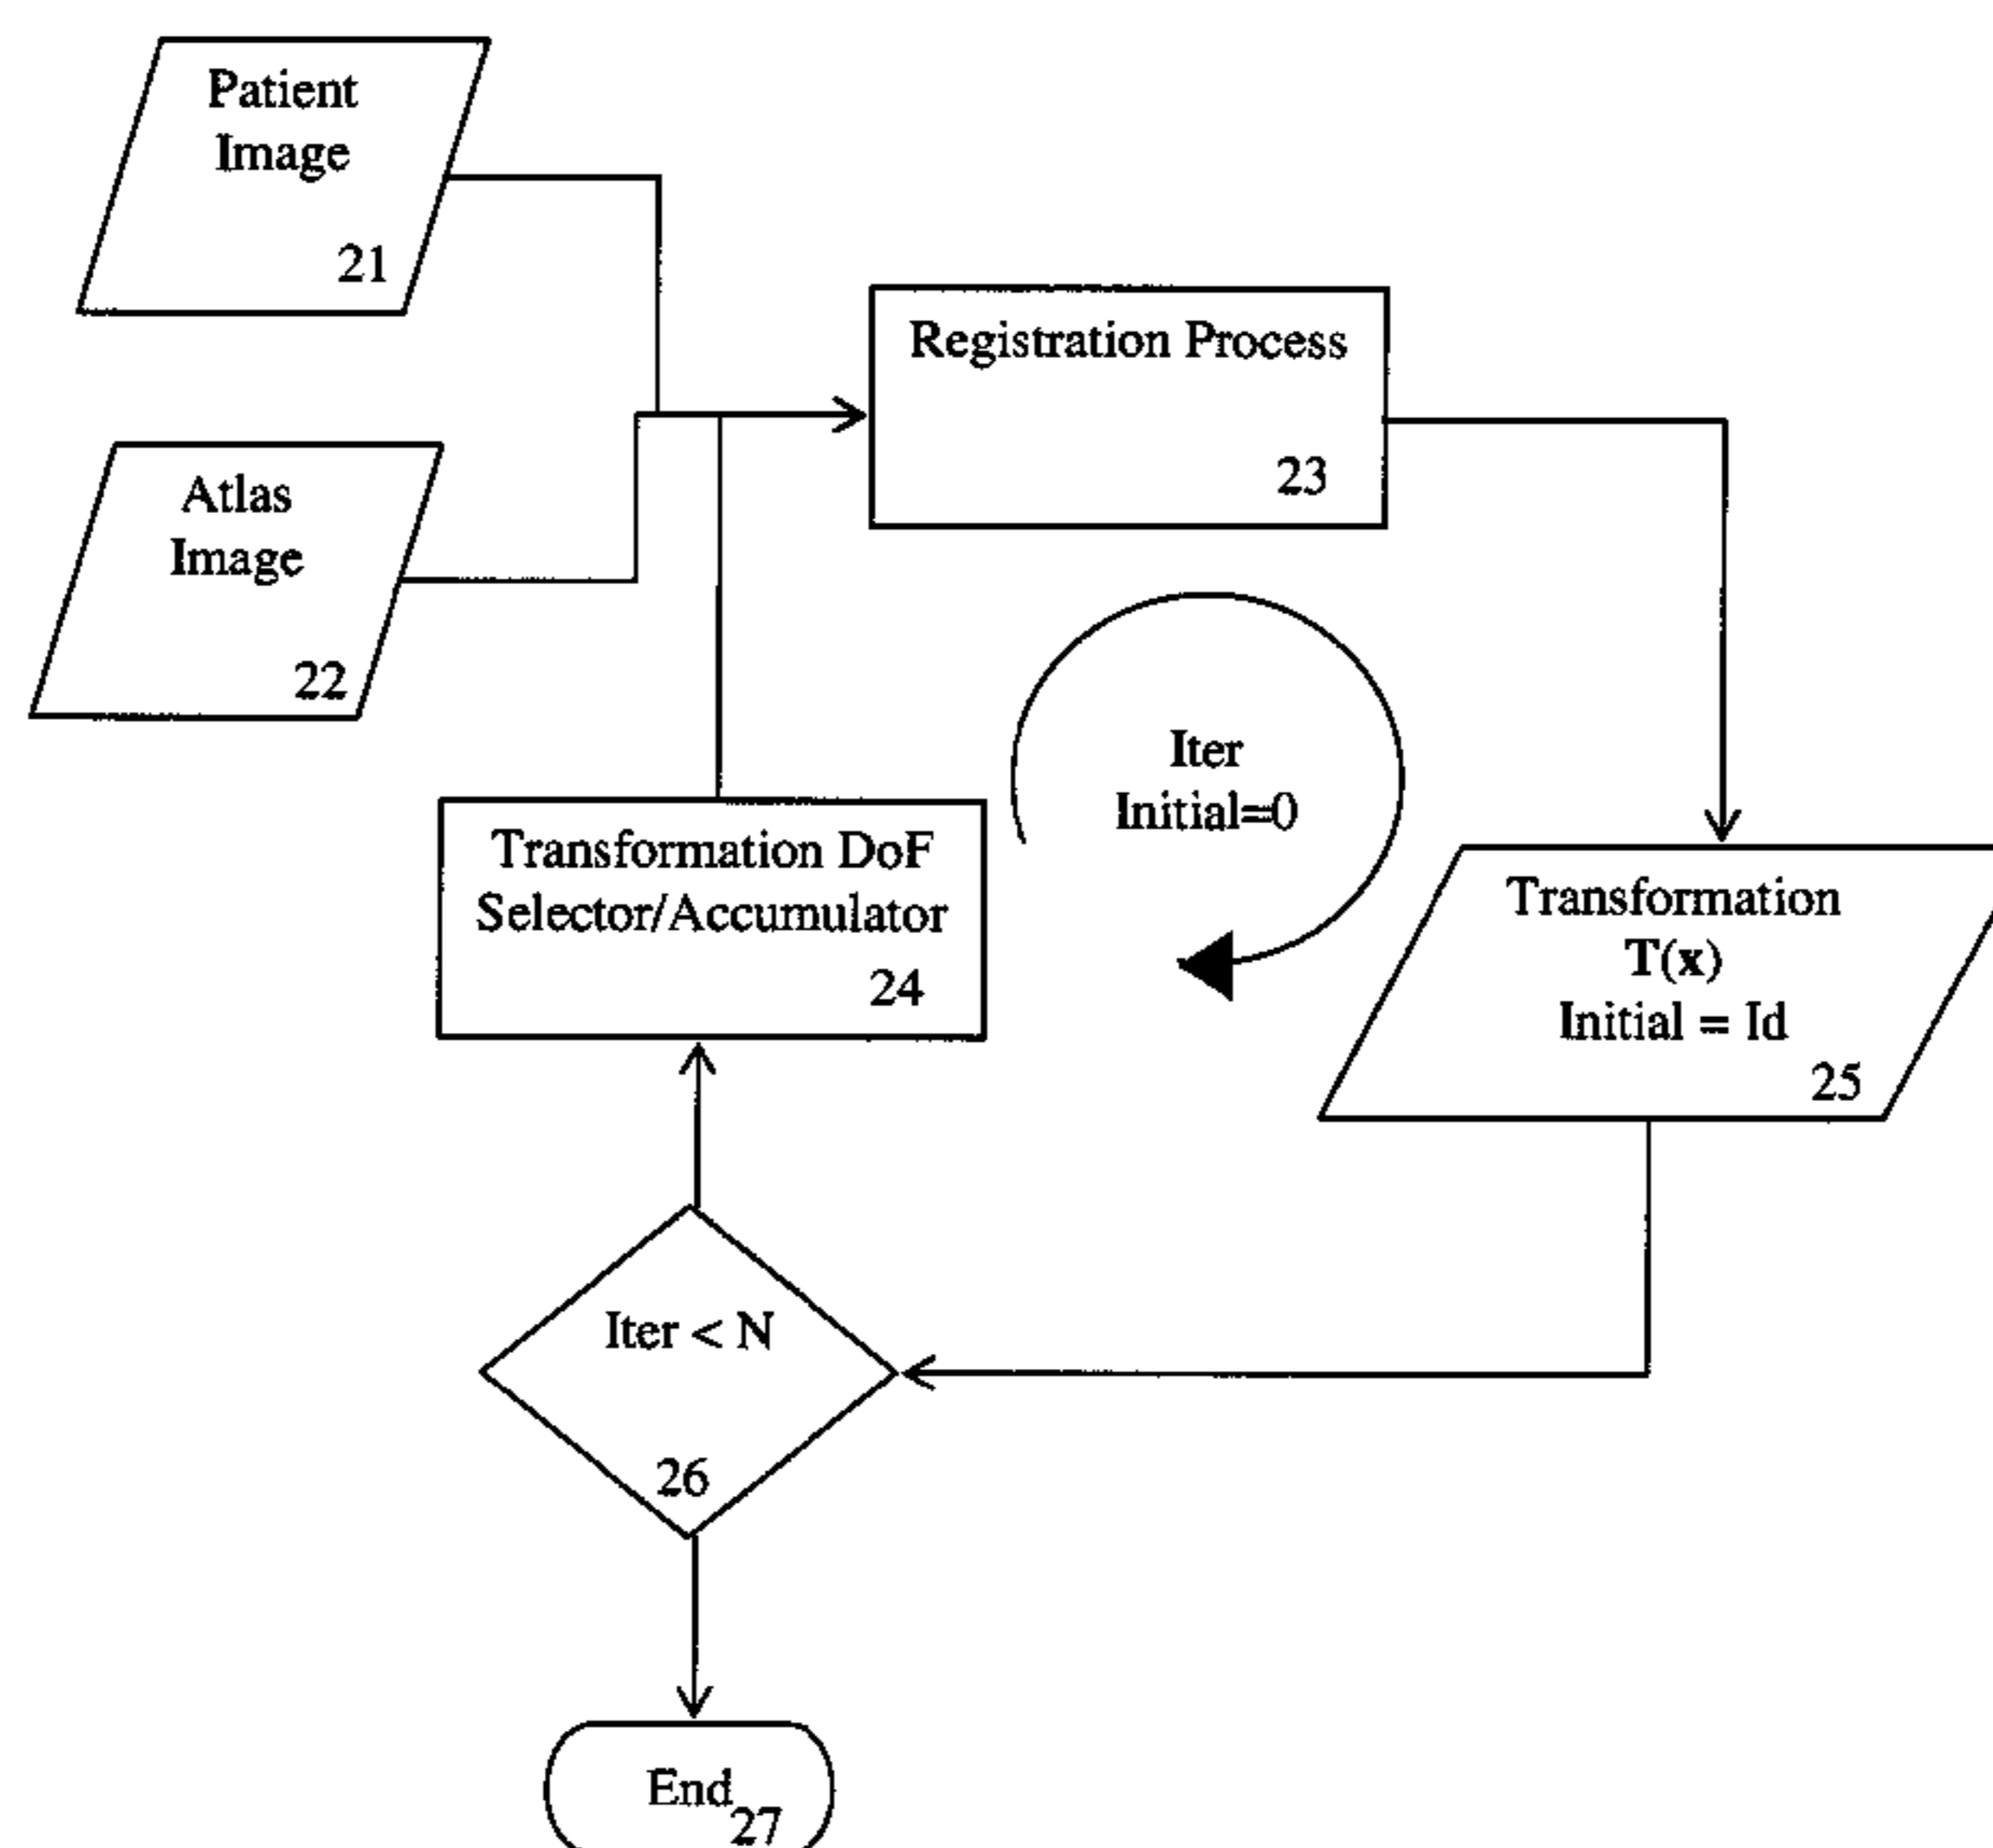 Patient
Image
21
Registration Process
23
Atlas
Image
22
Iter
Initial=0
Transformation DoF
Selector/Accumulator
24
Transformation
T(x)
Initial = Id
25
Iter < N
26
End
27